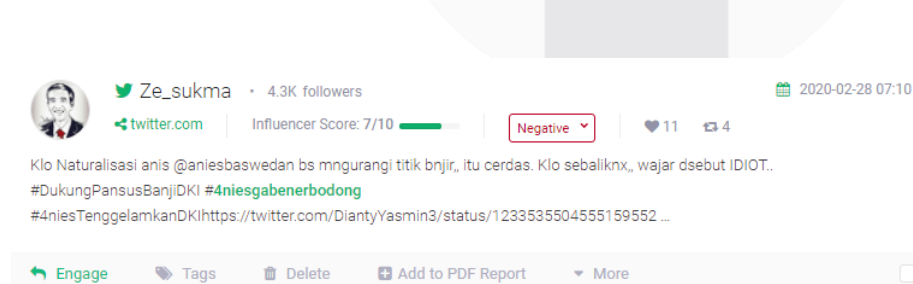 Ze_sukma • 4.3K followers 2020-02-28 07:10
twitter.com Influencer Score: 7/10 Negative 11 4
Klo Naturalisasi anis @aniesbaswedan bs mngurangi titik bnjir,, itu cerdas. Klo sebaliknx,, wajar dsebut IDIOT..
#DukungPansusBanjiDKI #4niesgabenerbodong
#4niesTenggelamkanDKIhttps://twitter.com/DiantyYasmin3/status/1233535504555159552 ...
Engage Tags Delete Add to PDF Report More